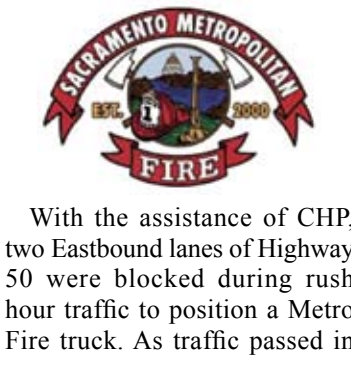 SACRAMENTO METROPOLITAN
EST. 1 2000
FIRE
With the assistance of CHP,
two Eastbound lanes of Highway
50 were blocked during rush
hour traffic to position a Metro
Fire truck. As traffic passed in